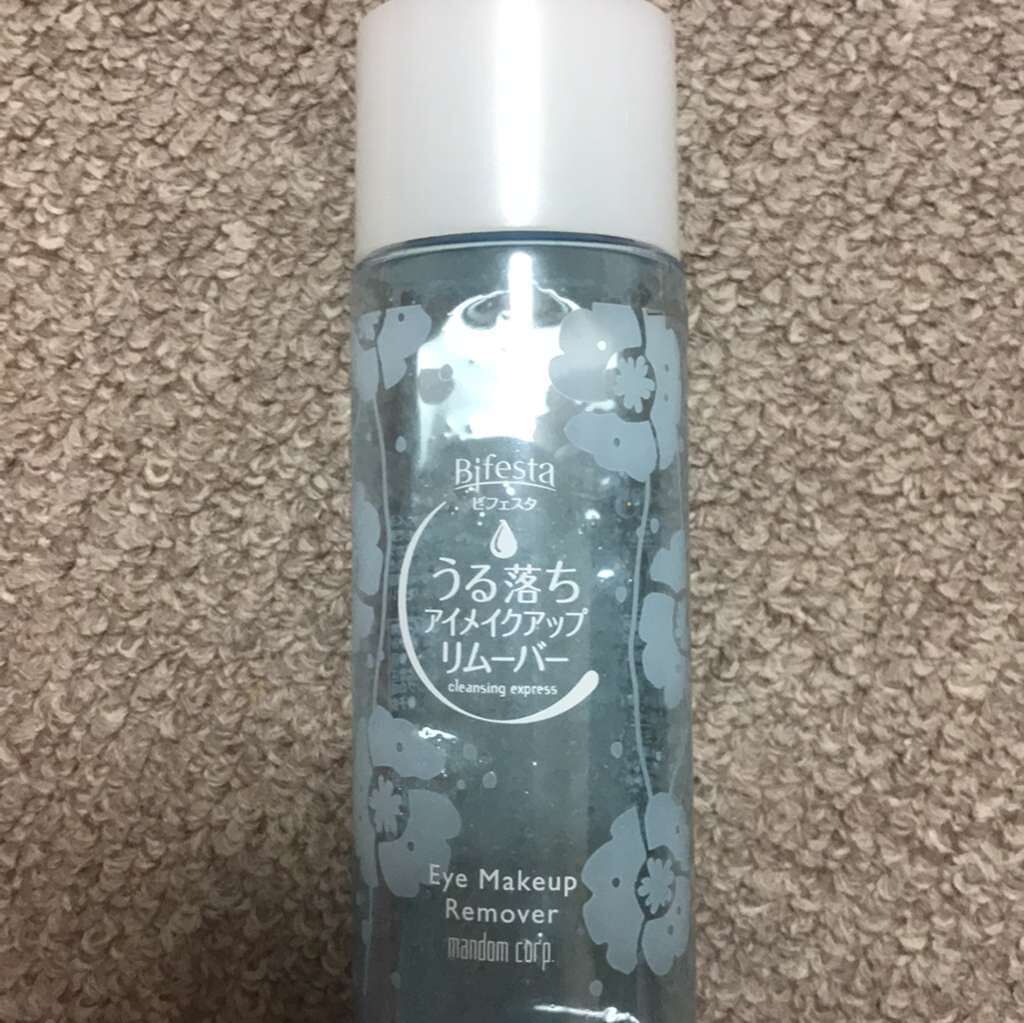 Bifesta
ビフェスタ
うる落ち
アイメイクアップ
リムーバー
cleansing express
Eye Makeup
Remover
mandom corp.